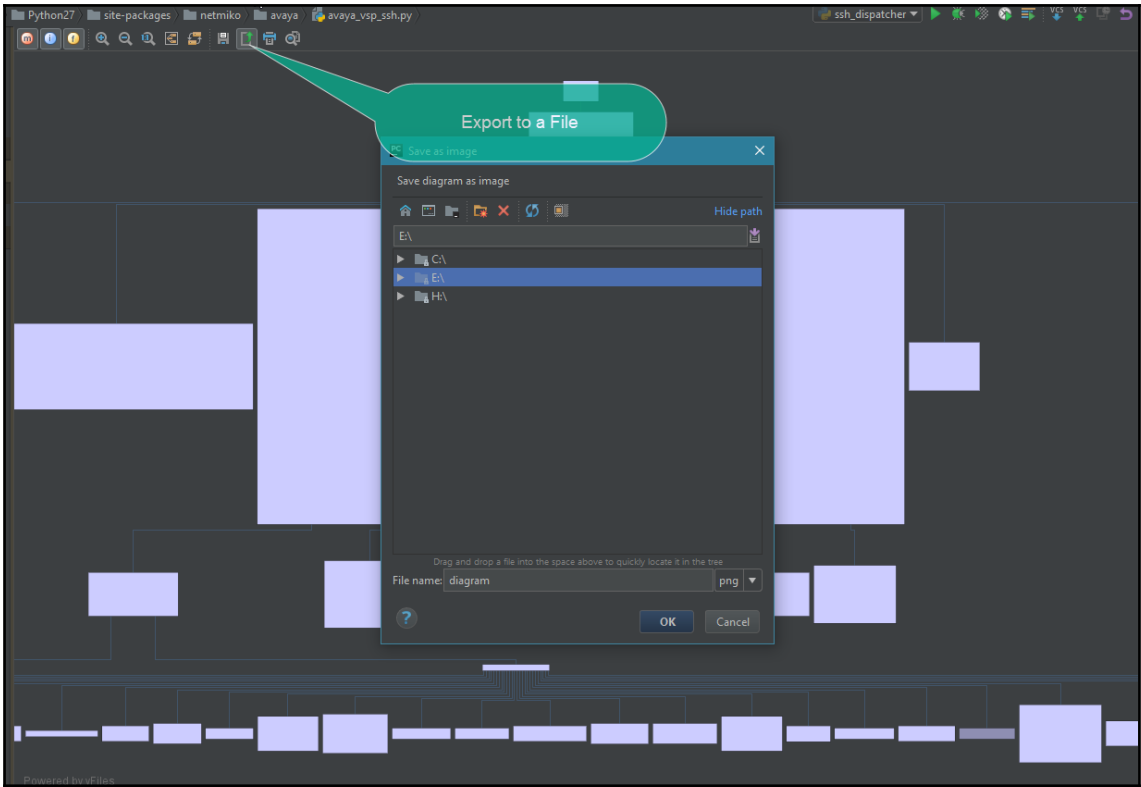 Python27 site-packages netmiko avaya avaya_vsp_ssh.py ssh_dispatcher VCS VCS
m i f
Export to a File
PC Save as image
Save diagram as image
Hide path
E:\
C:\
E:\
H:\
Drag and drop a file into the space above to quickly locate it in the tree
File name: diagram png
? OK Cancel
Powered by yFiles